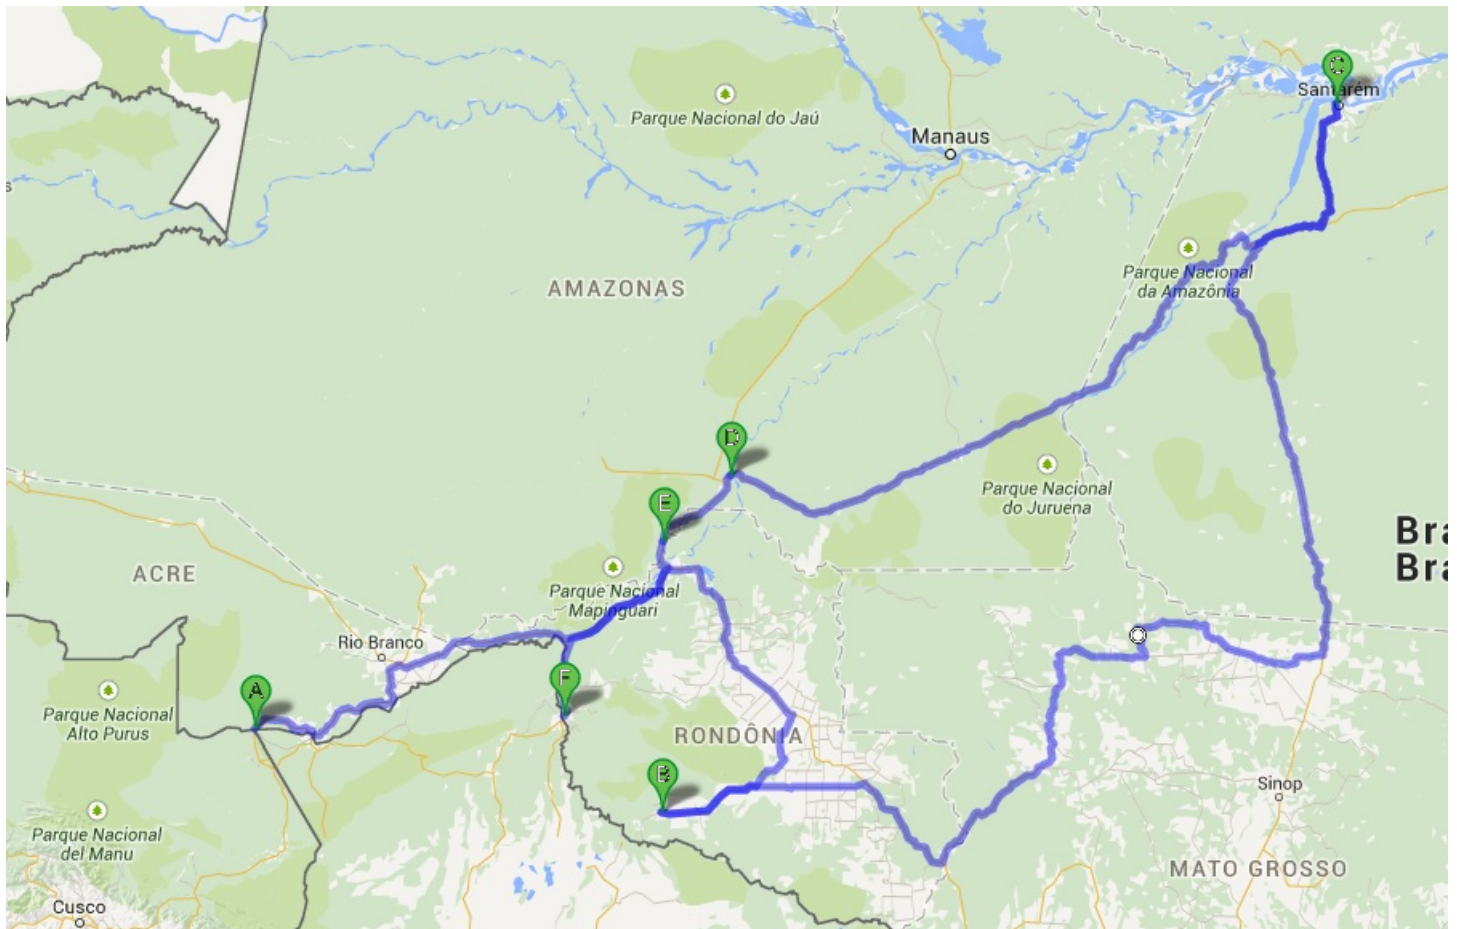 C
Santarém
Parque Nacional do Jaú
Manaus
s
Parque Nacional
da Amazônia
AMAZONAS
D
Parque Nacional
do Juruena
E
Bra
Bra
ACRE
Parque Nacional
Mapinguari
Rio Branco
A
F
Parque Nacional
Alto Purus
RONDÔNIA
B
Sinop
Parque Nacional
del Manu
MATO GROSSO
Cusco